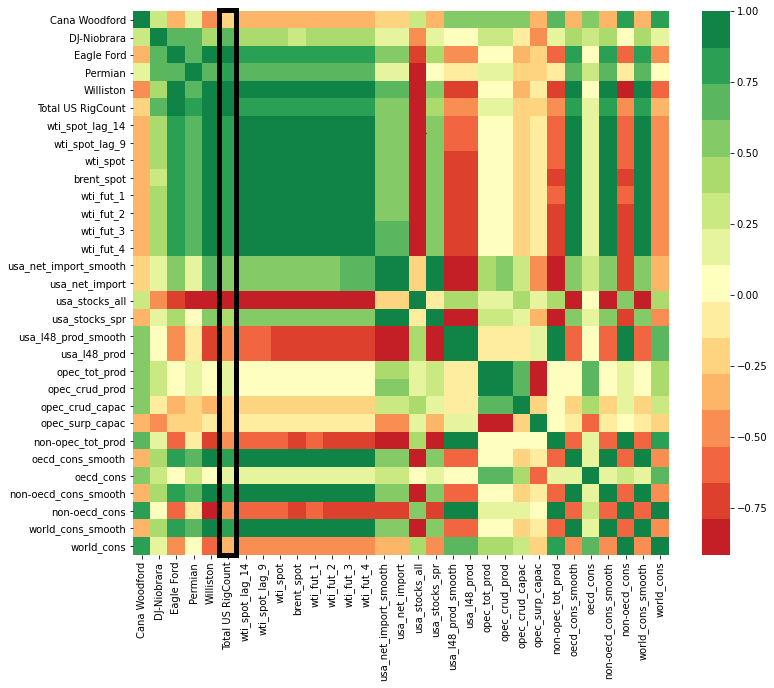 Cana Woodford
DJ-Niobrara
Eagle Ford
Permian
Williston
Total US RigCount
wti_spot_lag_14
wti_spot_lag_9
wti_spot
brent_spot
wti_fut_1
wti_fut_2
wti_fut_3
wti_fut_4
usa_net_import_smooth
usa_net_import
usa_stocks_all
usa_stocks_spr
usa_l48_prod_smooth
usa_l48_prod
opec_tot_prod
opec_crud_prod
opec_crud_capac
opec_surp_capac
non-opec_tot_prod
oecd_cons_smooth
oecd_cons
non-oecd_cons_smooth
non-oecd_cons
world_cons_smooth
world_cons
Cana Woodford
DJ-Niobrara
Eagle Ford
Permian
Williston
Total US RigCount
wti_spot_lag_14
wti_spot_lag_9
wti_spot
brent_spot
wti_fut_1
wti_fut_2
wti_fut_3
wti_fut_4
usa_net_import_smooth
usa_net_import
usa_stocks_all
usa_stocks_spr
usa_l48_prod_smooth
usa_l48_prod
opec_tot_prod
opec_crud_prod
opec_crud_capac
opec_surp_capac
non-opec_tot_prod
oecd_cons_smooth
oecd_cons
non-oecd_cons_smooth
non-oecd_cons
world_cons_smooth
world_cons
1.00
0.75
0.50
0.25
0.00
−0.25
−0.50
−0.75